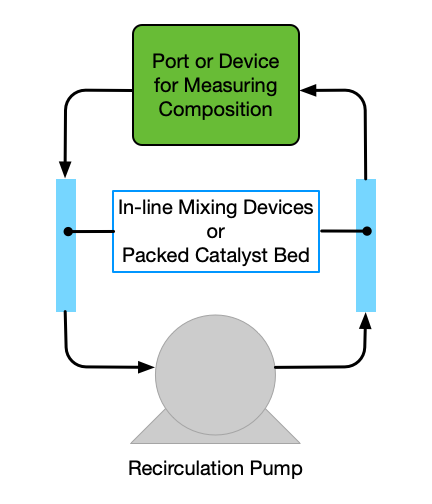 Port or Device
for Measuring
Composition
In-line Mixing Devices
or
Packed Catalyst Bed
Recirculation Pump